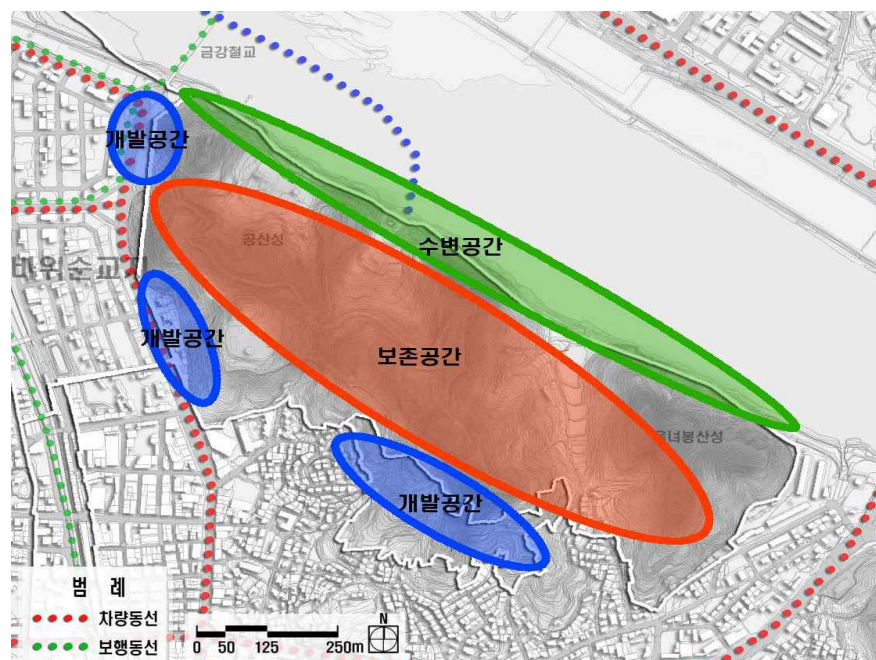 금강철교
개발공간
수변공간
공산성
개발공간
보존공간
옥녀봉산성
개발공간
범 례
차량동선
보행동선
N
0 50 125 250m